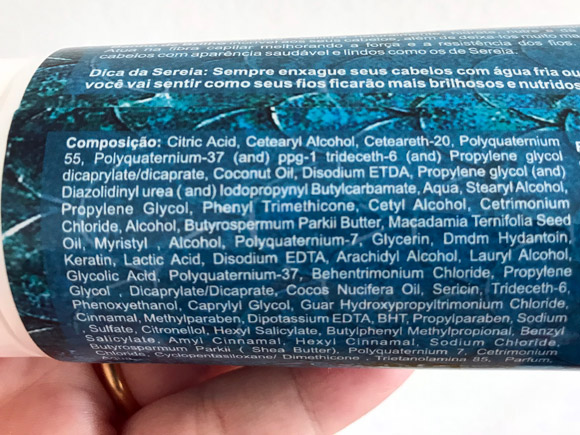 Atua na fibra capilar melhorando a força e a resistência dos fios
cabelos com aparência saudável e lindos como os de Sereia.
Dica da Sereia: Sempre enxague seus cabelos com água fria ou
você vai sentir como seus fios ficarão mais brilhosos e nutridos
Composição: Citric Acid, Cetearyl Alcohol, Ceteareth-20, Polyquaternium
55, Polyquaternium-37 (and) ppg-1 trideceth-6 (and) Propylene glycol
dicaprylate/dicaprate, Coconut Oil, Disodium ETDA, Propylene glycol (and)
Diazolidinyl urea ( and) Iodopropynyl Butylcarbamate, Aqua, Stearyl Alcohol,
Propylene Glycol, Phenyl Trimethicone, Cetyl Alcohol, Cetrimonium
Chloride, Alcohol, Butyrospermum Parkii Butter, Macadamia Ternifolia Seed
Oil, Myristyl , Alcohol, Polyquaternium-7, Glycerin, Dmdm Hydantoin,
Keratin, Lactic Acid, Disodium EDTA, Arachidyl Alcohol, Lauryl Alcohol,
Glycolic Acid, Polyquaternium-37, Behentrimonium Chloride, Propylene
Glycol Dicaprylate/Dicaprate, Cocos Nucifera Oil, Sericin, Trideceth-6,
Phenoxyethanol, Caprylyl Glycol, Guar Hydroxypropyltrimonium Chloride,
Cinnamal, Methylparaben, Dipotassium EDTA, BHT, Propylparaben, Sodium
, Sulfate, Citronellol, Hexyl Salicylate, Butylphenyl Methylpropional, Benzyl
Salicylate, Amyl Cinnamal, Hexyl Cinnamal, Sodium Chloride,
Butyrospermum Parkii ( Shea Butter), Polyquaternium 7, Cetrimonium
Chloride, Cyclopentasiloxane/ Dimethicone , Trietanolamina 85, Parfum,